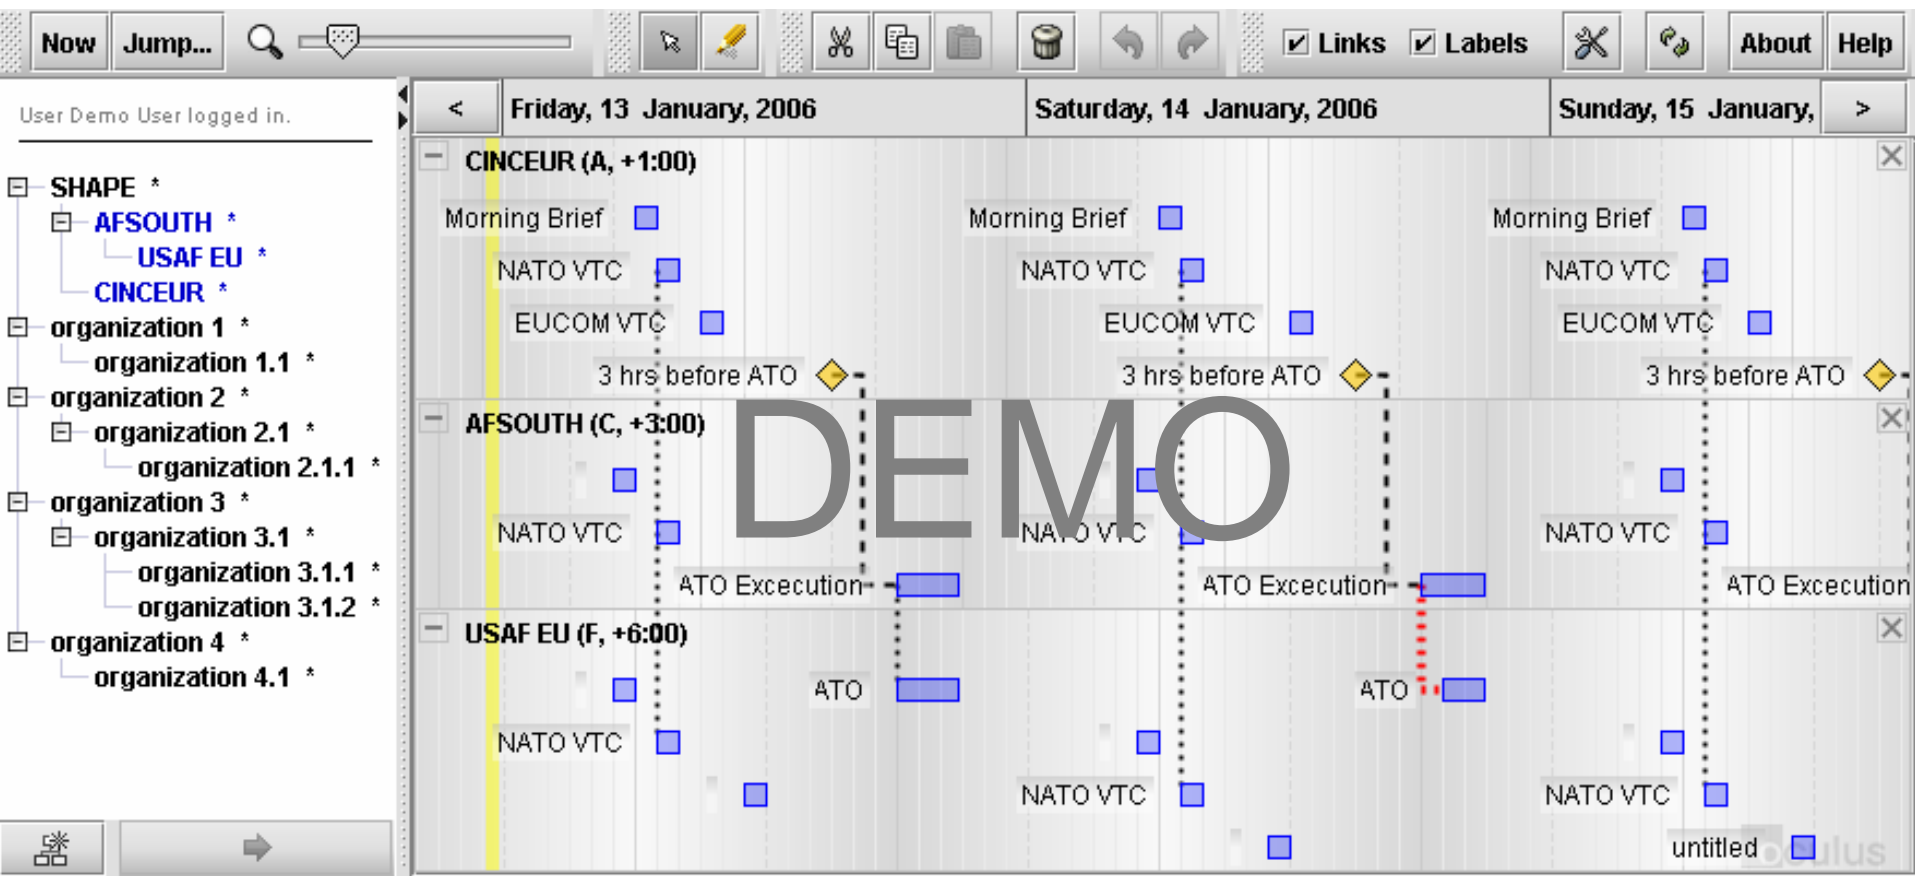 Now Jump... Links Labels About Help
User Demo User logged in.
< Friday, 13 January, 2006 Saturday, 14 January, 2006 Sunday, 15 January, >
SHAPE *
AFSOUTH *
USAF EU *
CINCEUR *
organization 1 *
organization 1.1 *
organization 2 *
organization 2.1 *
organization 2.1.1 *
organization 3 *
organization 3.1 *
organization 3.1.1 *
organization 3.1.2 *
organization 4 *
organization 4.1 *
CINCEUR (A, +1:00)
Morning Brief Morning Brief Morning Brief
NATO VTC NATO VTC NATO VTC
EUCOM VTC EUCOM VTC EUCOM VTC
3 hrs before ATO 3 hrs before ATO 3 hrs before ATO
AFSOUTH (C, +3:00)
DEMO
NATO VTC NATO VTC NATO VTC
ATO Excecution ATO Excecution ATO Excecution
USAF EU (F, +6:00)
ATO ATO
NATO VTC
NATO VTC NATO VTC
untitled
oculus